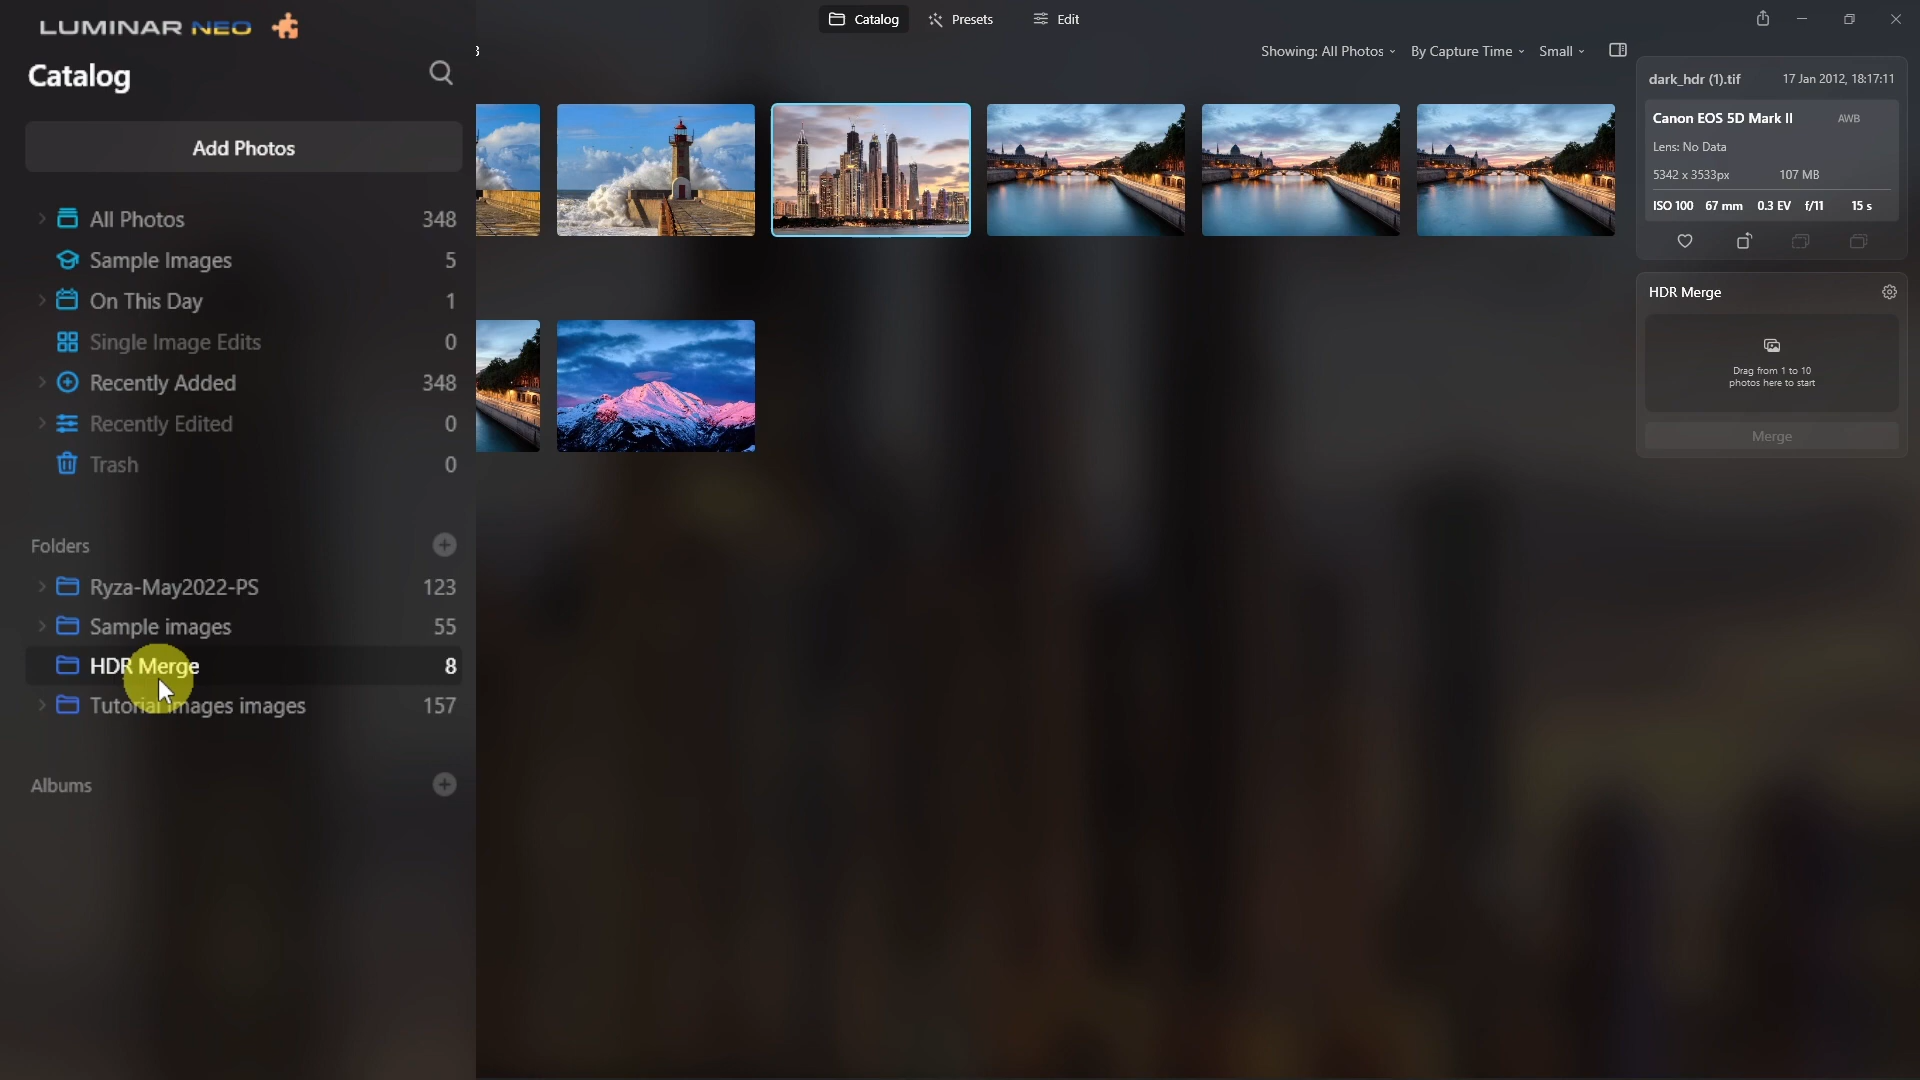 LUMINAR NEO
Catalog
Add Photos
All Photos 348
Sample Images 5
On This Day 1
Single Image Edits 0
Recently Added 348
Recently Edited 0
Trash 0
Folders
Ryza-May2022-PS 123
Sample images 55
HDR Merge 8
Tutorial images images 157
Albums
Catalog Presets Edit
3 Showing: All Photos By Capture Time Small
dark_hdr (1).tif 17 Jan 2012, 18:17:11
Canon EOS 5D Mark II AWB
Lens: No Data
5342 x 3533px 107 MB
ISO 100 67 mm 0.3 EV f/11 15 s
HDR Merge
Drag from 1 to 10
photos here to start
Merge